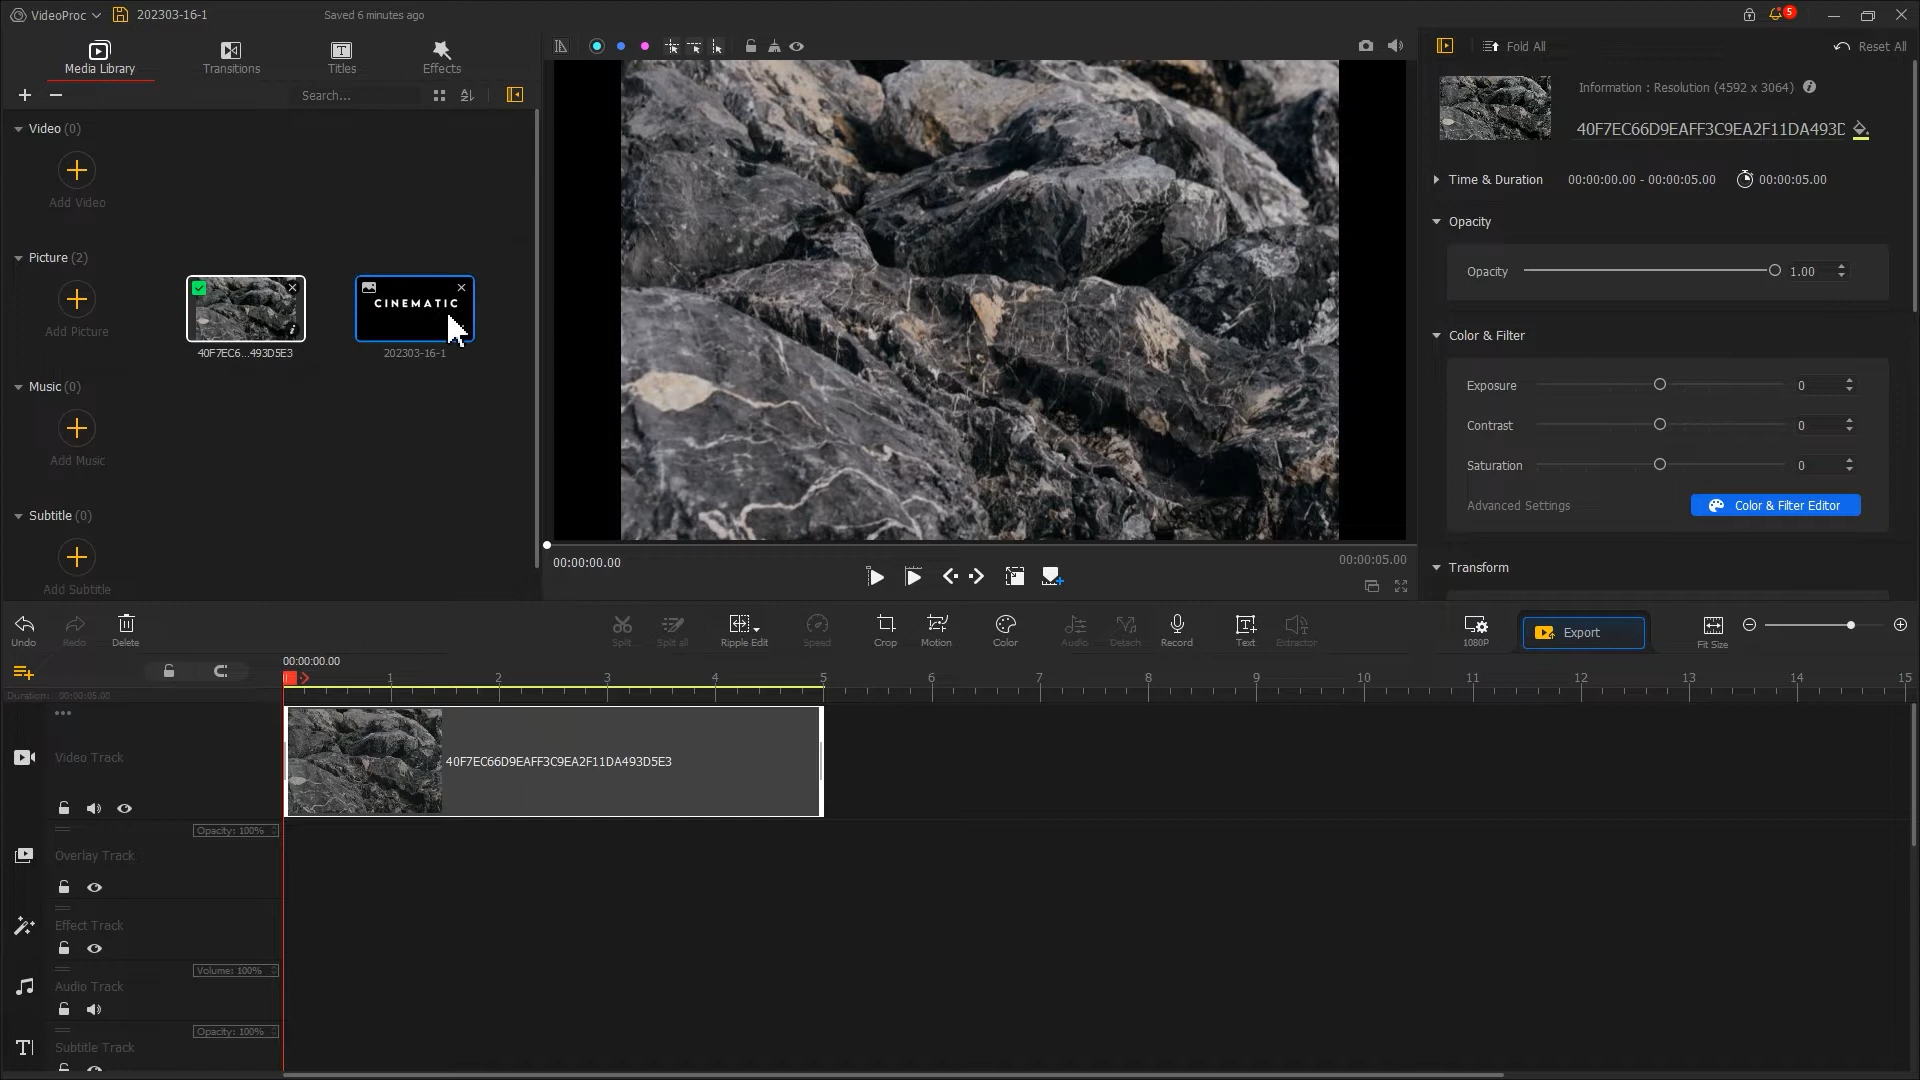 VideoProc
202303-16-1
Saved 6 minutes ago
5
Media Library
Transitions
Titles
Effects
Search...
Fold All
Reset All
Information : Resolution (4592 x 3064)
40F7EC66D9EAFF3C9EA2F11DA493D
Time & Duration
00:00:00.00 - 00:00:05.00
00:00:05.00
Opacity
Opacity
1.00
Color & Filter
Exposure
0
Contrast
0
Saturation
0
Advanced Settings
Color & Filter Editor
Transform
Video (0)
Add Video
Picture (2)
Add Picture
40F7EC6...493D5E3
CINEMATIC
202303-16-1
Music (0)
Add Music
Subtitle (0)
Add Subtitle
00:00:00.00
00:00:05.00
Undo
Redo
Delete
Split
Split all
Ripple Edit
Speed
Crop
Motion
Color
Audio
Detach
Record
Text
Extractor
1080P
Export
Fit Size
00:00:00.00
Duration: 00:00:05.00
1 2 3 4 5 6 7 8 9 10 11 12 13 14 15
Video Track
40F7EC66D9EAFF3C9EA2F11DA493D5E3
Opacity: 100%
Overlay Track
Effect Track
Volume: 100%
Audio Track
Opacity: 100%
Subtitle Track